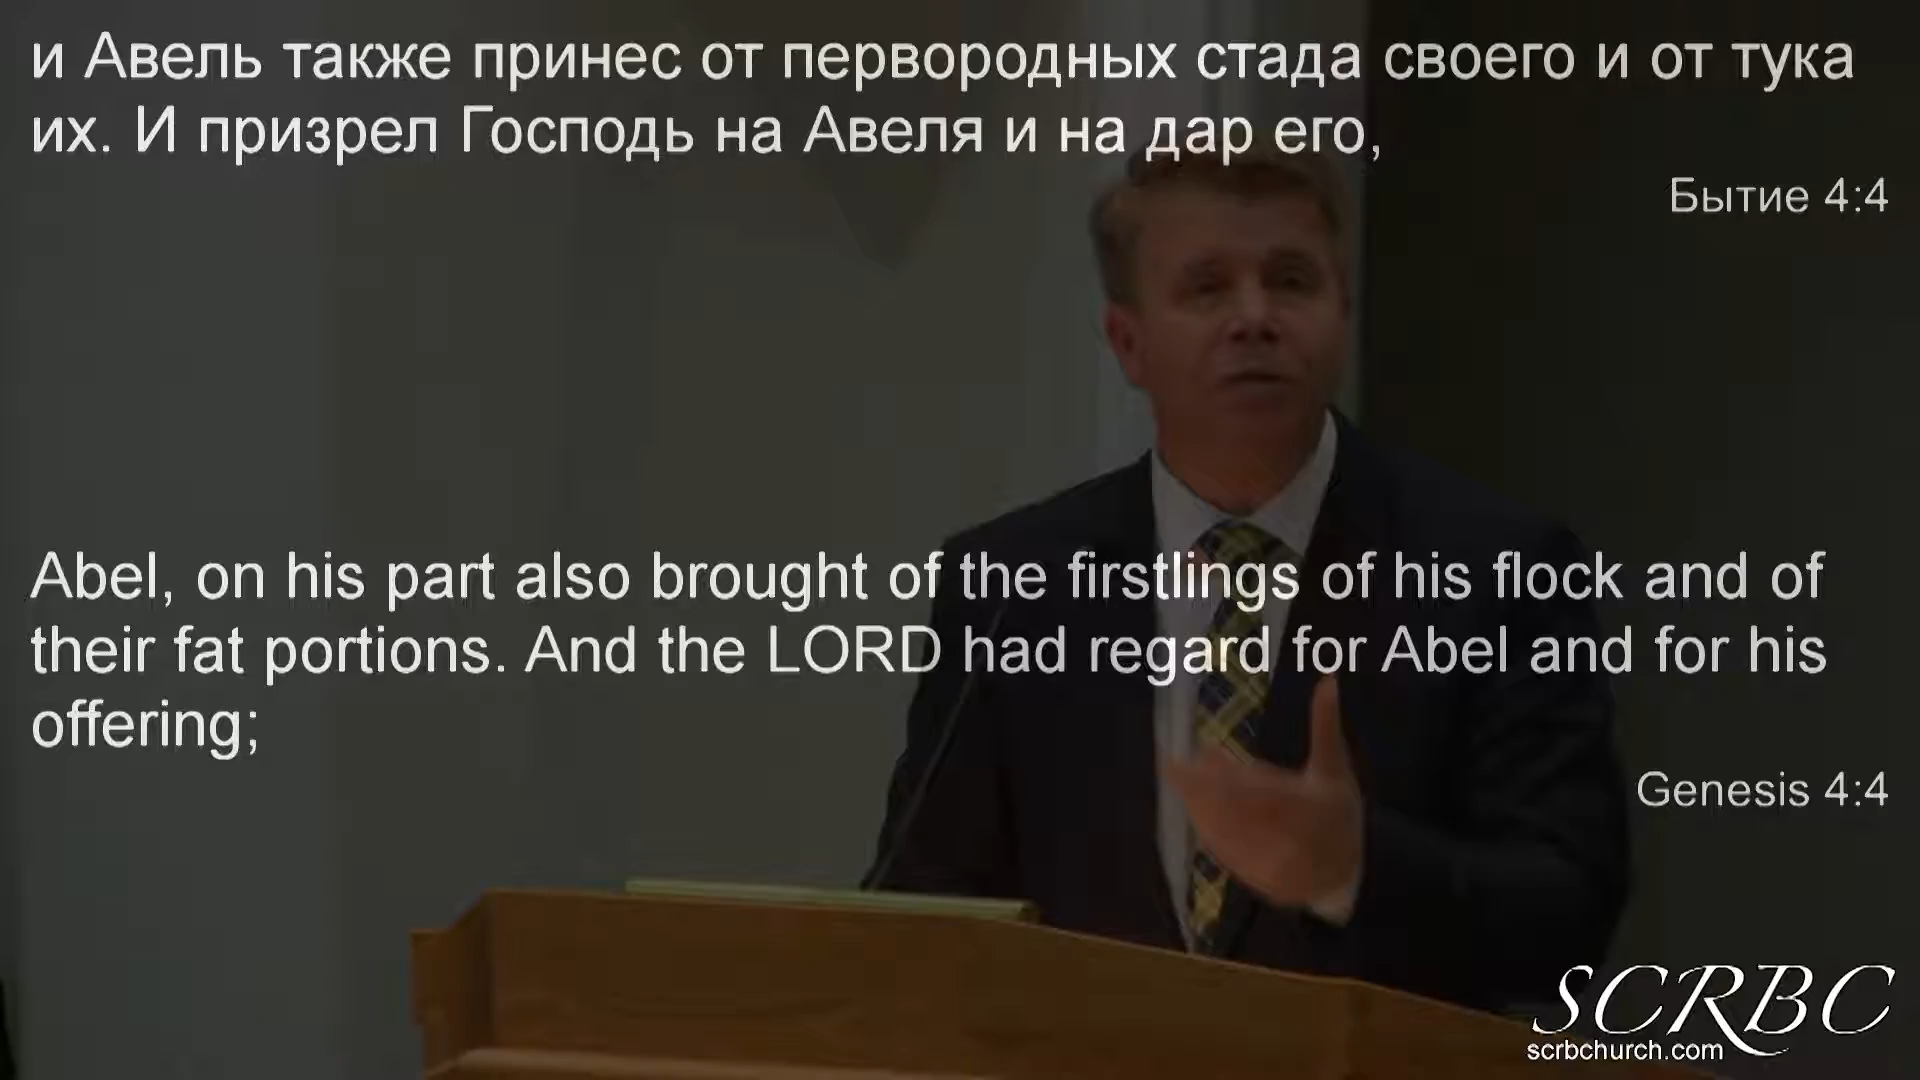 и Авель также принес от первородных стада своего и от тука
их. И призрел Господь на Авеля и на дар его,
Бытие 4:4
Abel, on his part also brought of the firstlings of his flock and of
their fat portions. And the LORD had regard for Abel and for his
offering;
Genesis 4:4
SCRBC
scrbchurch.com